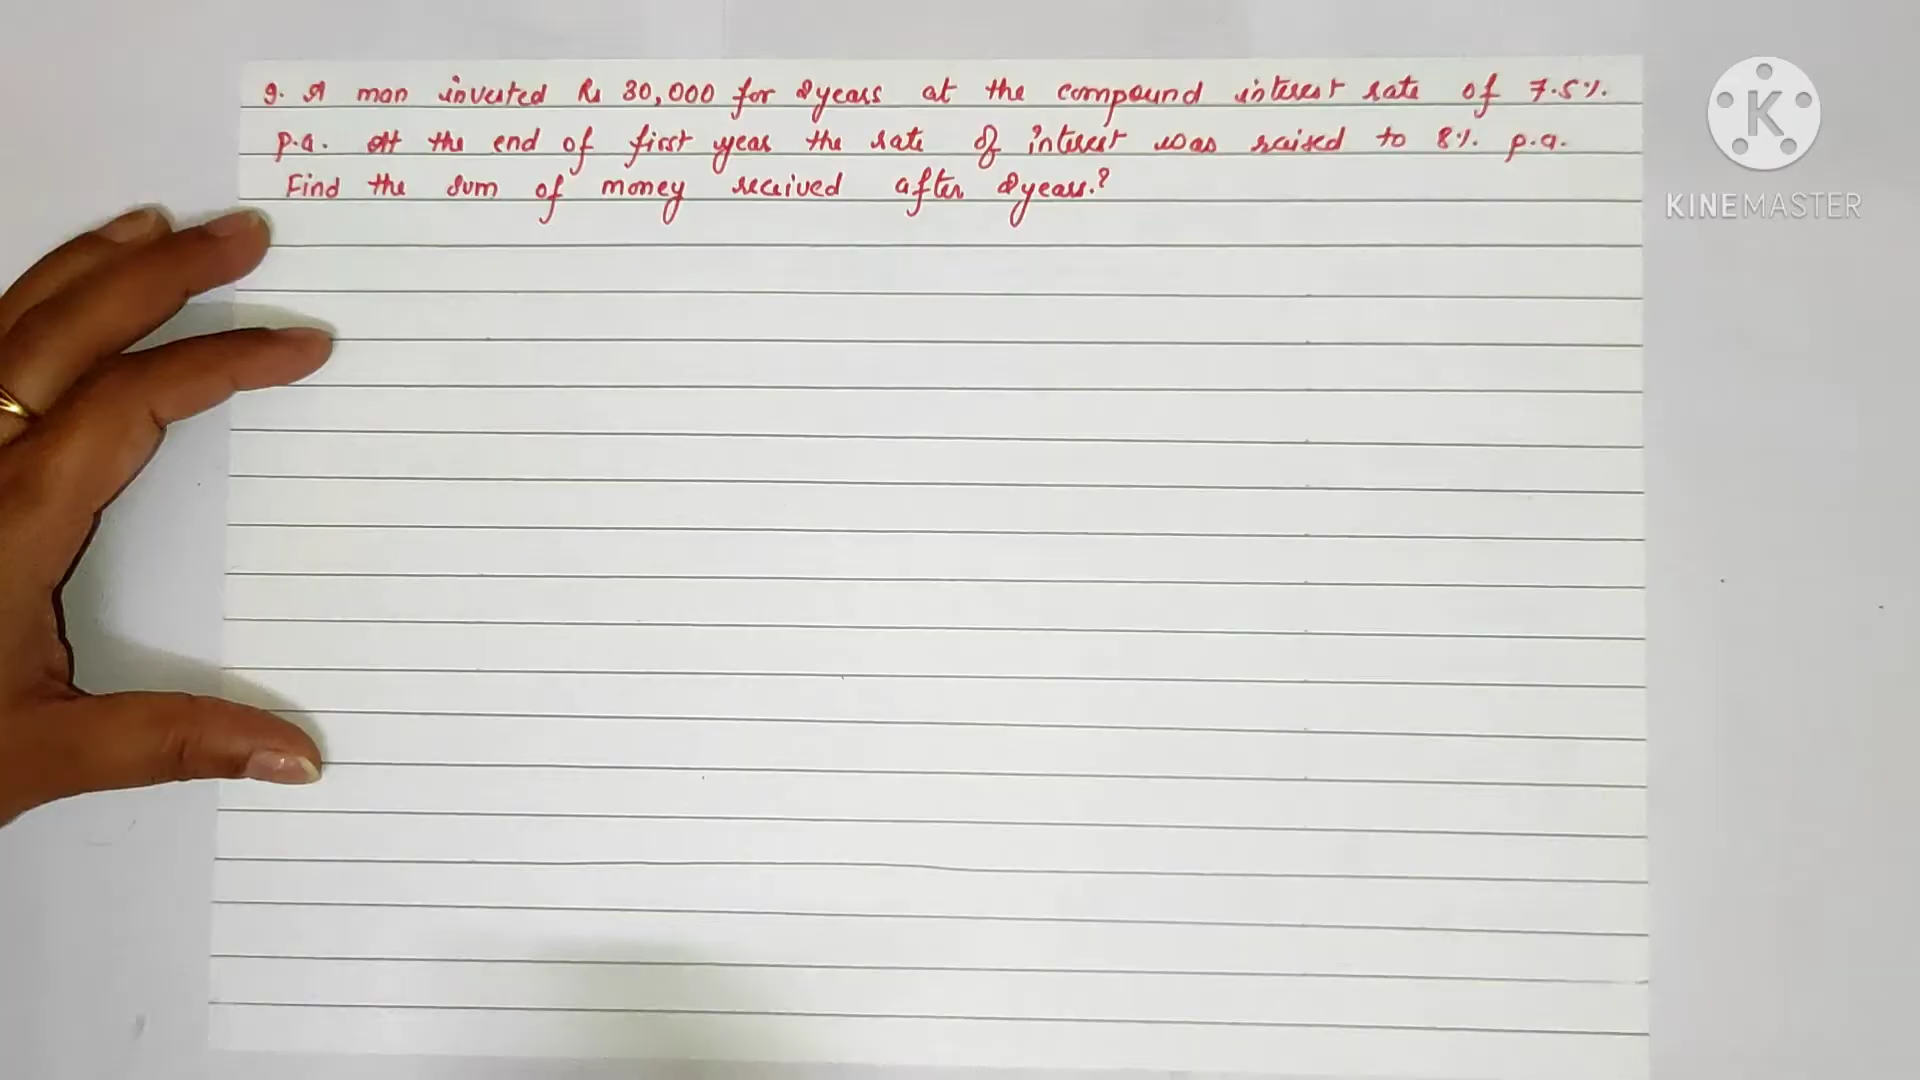 9. A man invested Rs 30,000 for 2 years at the compound interest rate of 7.5%
p.a. At the end of first year the rate of interest was raised to 8% p.a.
Find the sum of money received after 2 years.?
K
KINEMASTER